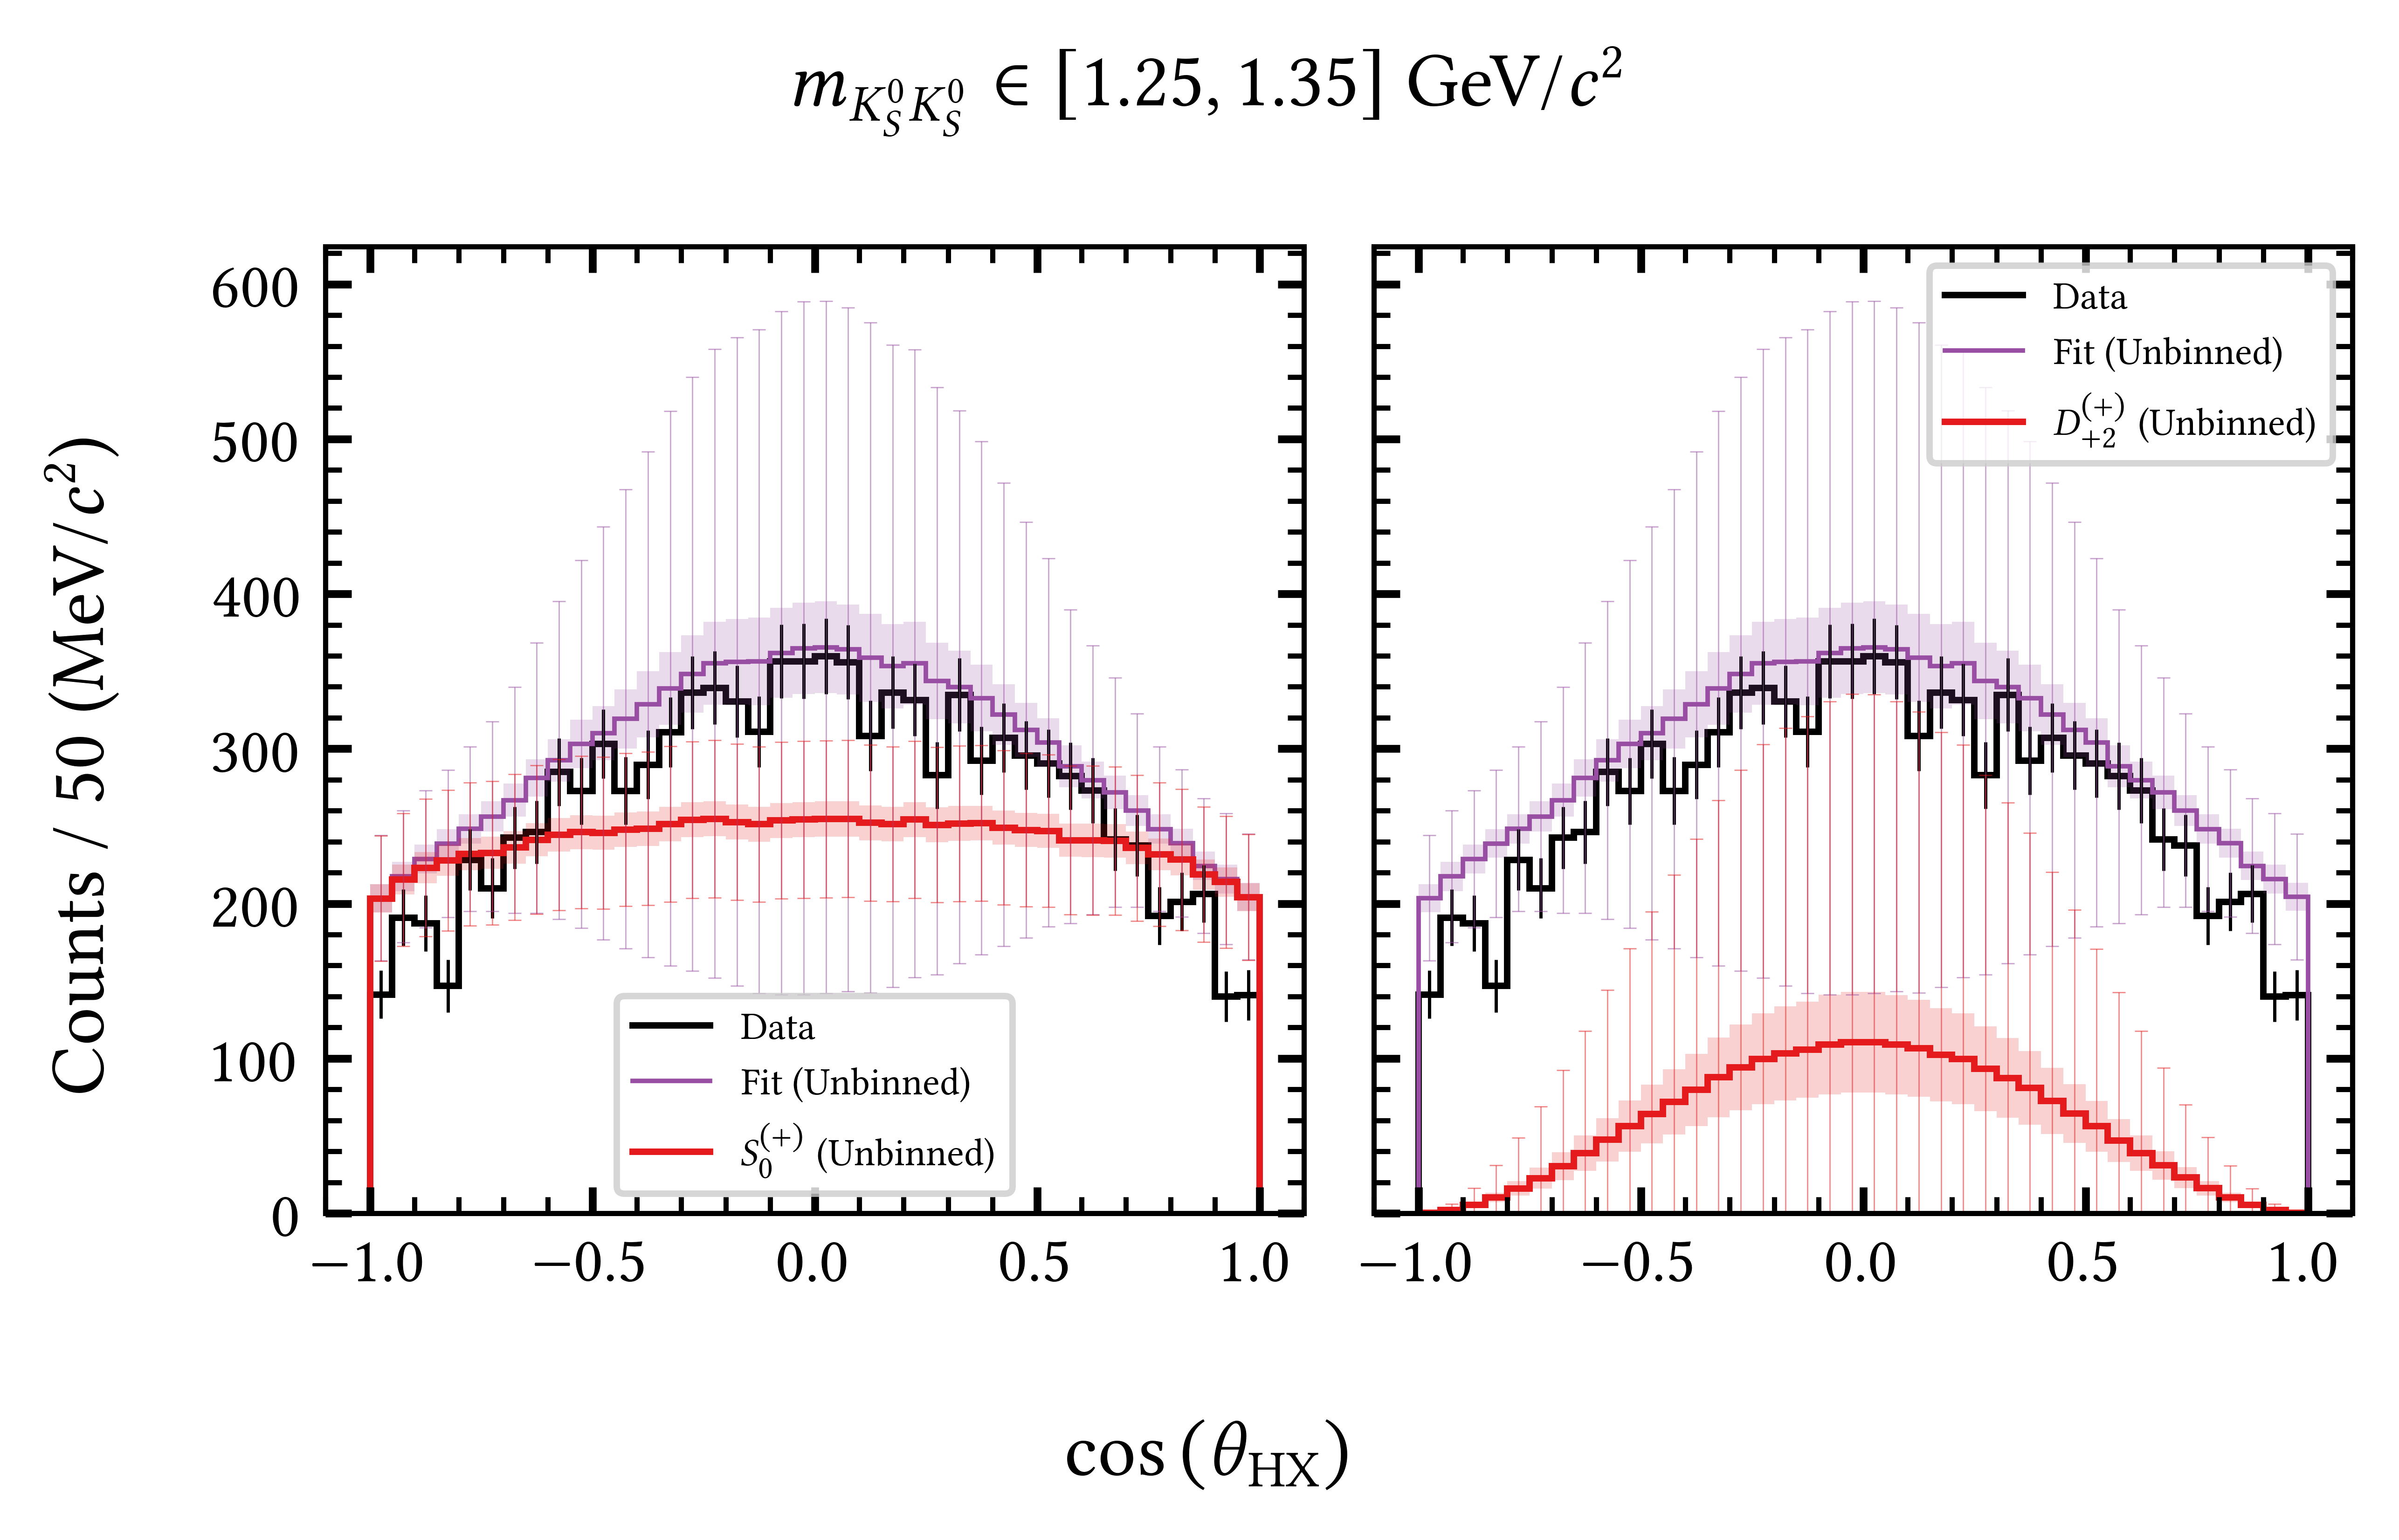 m_{K_S^0 K_S^0} ∈ [1.25, 1.35] GeV/c²
Counts / 50 (MeV/c²)
600
500
400
300
200
100
0
Data
Fit (Unbinned)
S_0^{(+)} (Unbinned)
−1.0 −0.5 0.0 0.5 1.0
Data
Fit (Unbinned)
D_{+2}^{(+)} (Unbinned)
−1.0 −0.5 0.0 0.5 1.0
cos (θ_HX)